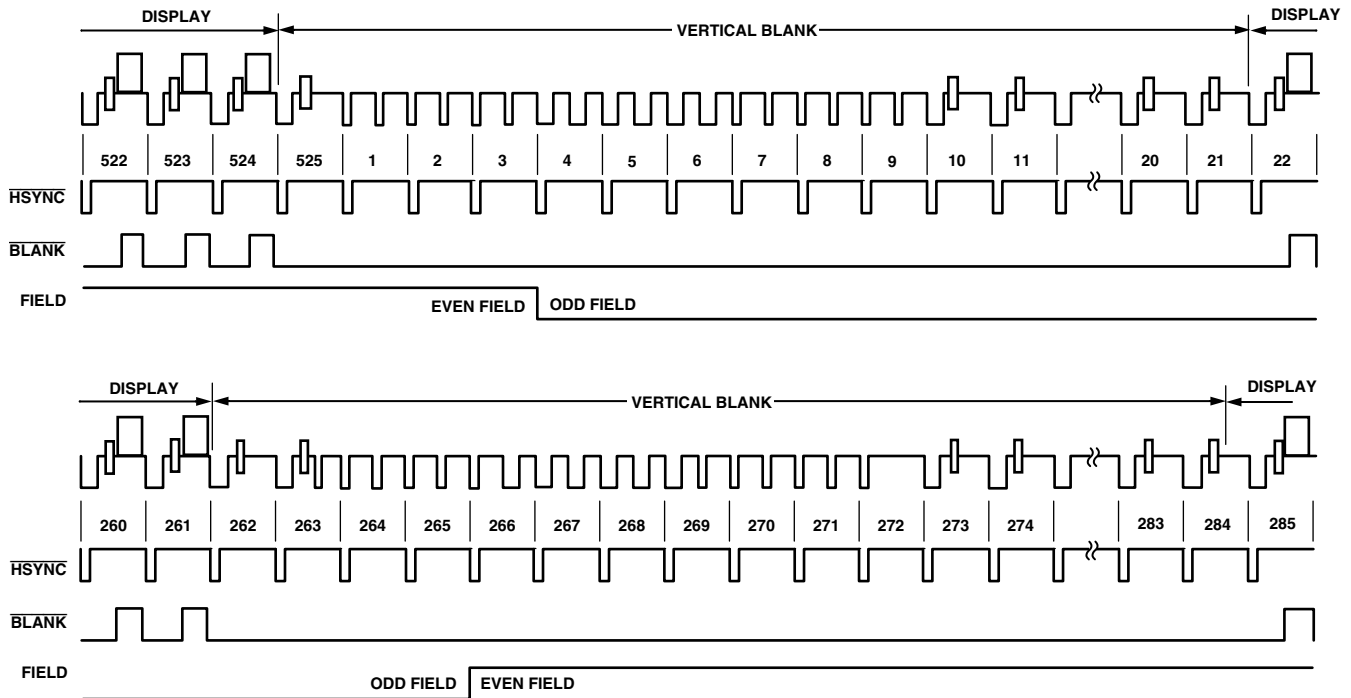 DISPLAY VERTICAL BLANK DISPLAY
522 523 524 525 1 2 3 4 5 6 7 8 9 10 11 20 21 22
HSYNC
BLANK
FIELD EVEN FIELD ODD FIELD
DISPLAY VERTICAL BLANK DISPLAY
260 261 262 263 264 265 266 267 268 269 270 271 272 273 274 283 284 285
HSYNC
BLANK
FIELD ODD FIELD EVEN FIELD